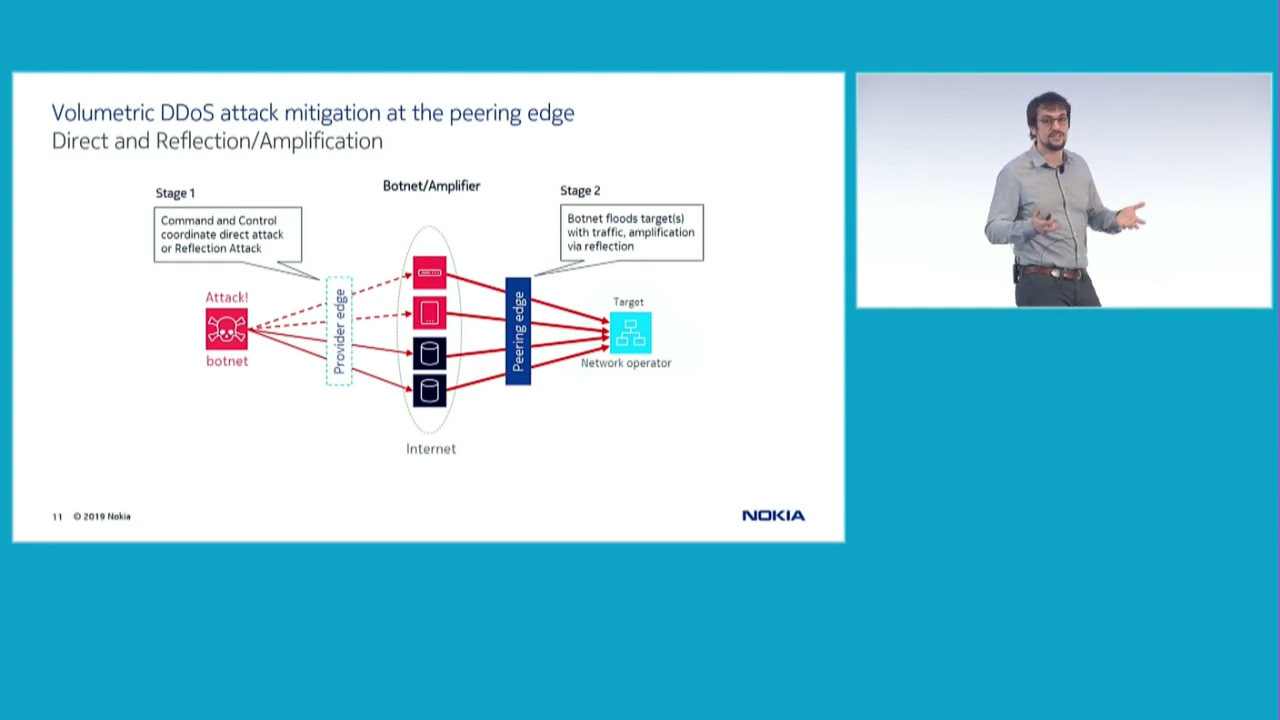 Volumetric DDoS attack mitigation at the peering edge
Direct and Reflection/Amplification
Stage 1
Command and Control
coordinate direct attack
or Reflection Attack
Botnet/Amplifier
Stage 2
Botnet floods target(s)
with traffic, amplification
via reflection
Attack!
botnet
Provider edge
Peering edge
Target
Network operator
Internet
11 © 2019 Nokia
NOKIA